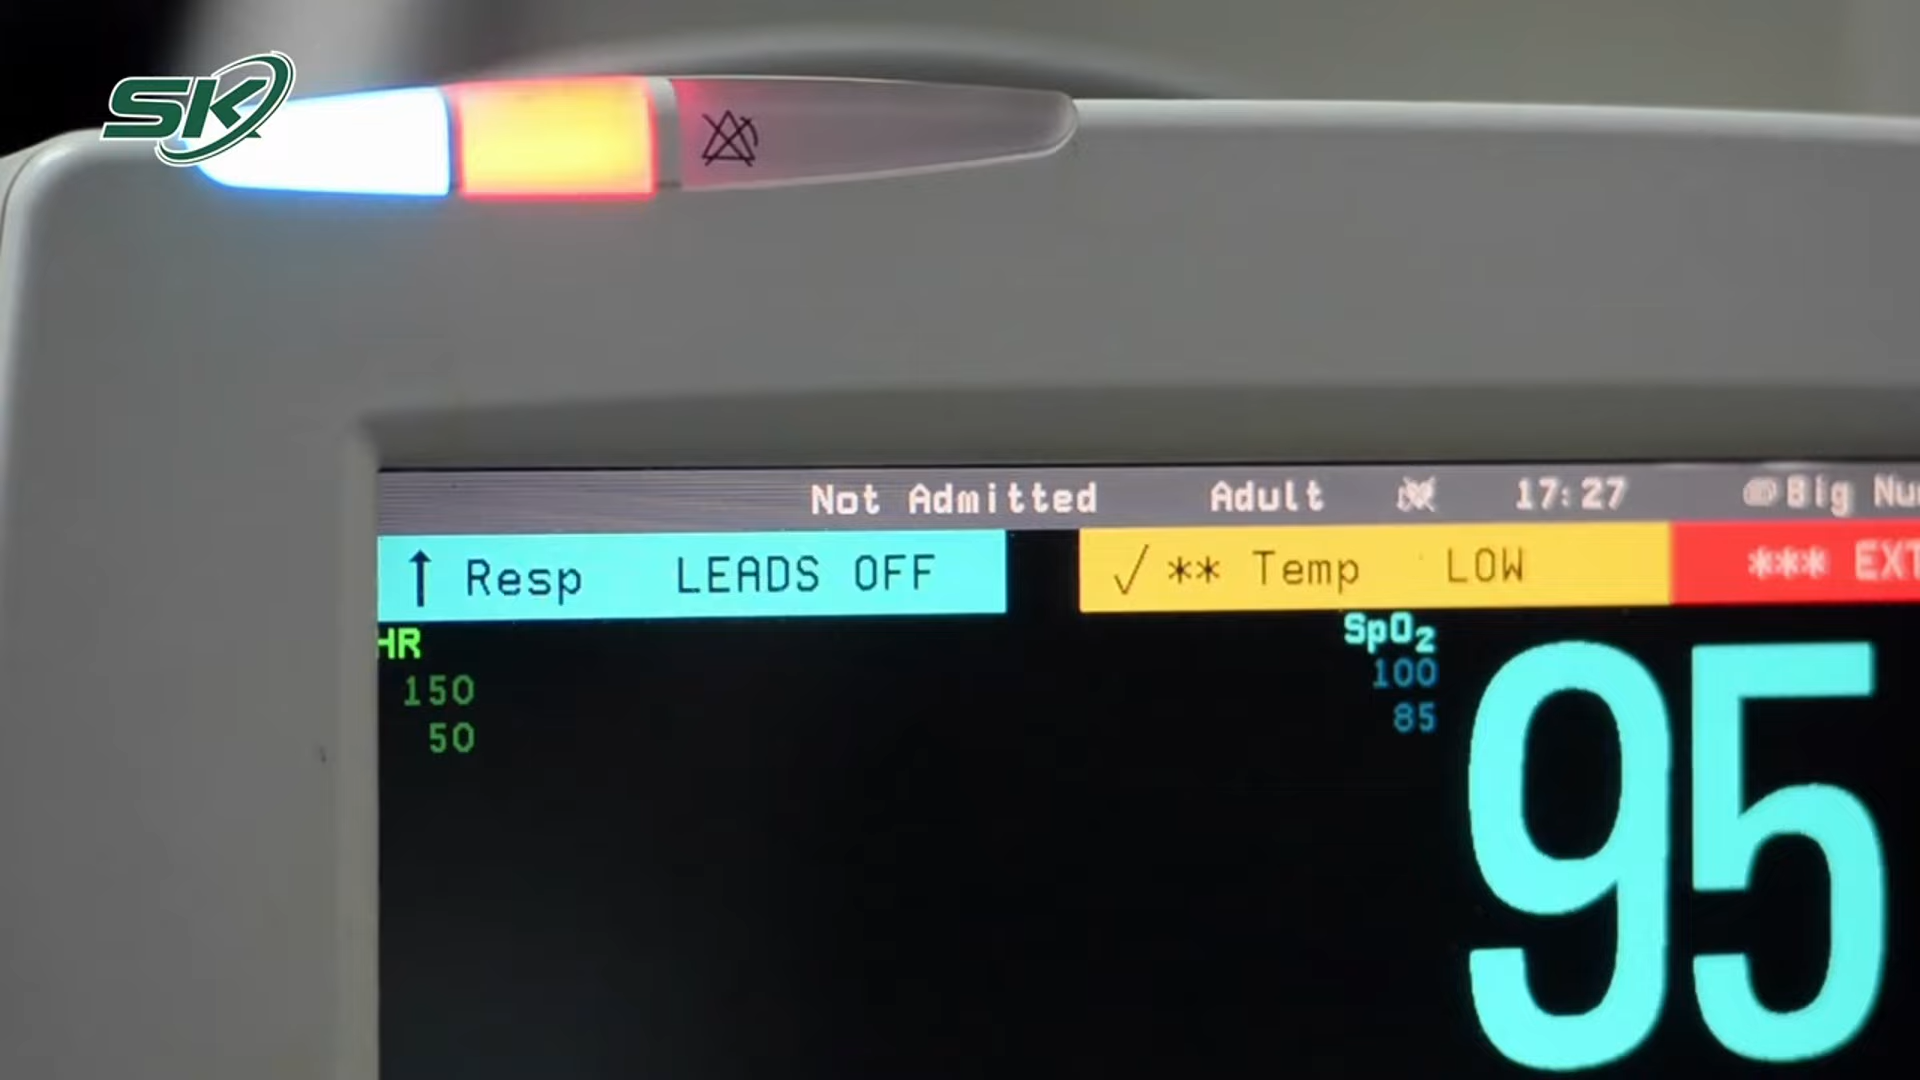 SK
Not Admitted Adult 17:27 Big
↑ Resp LEADS OFF ✓ ** Temp LOW *** EXT
HR
150
50
SpO₂
100
85
95